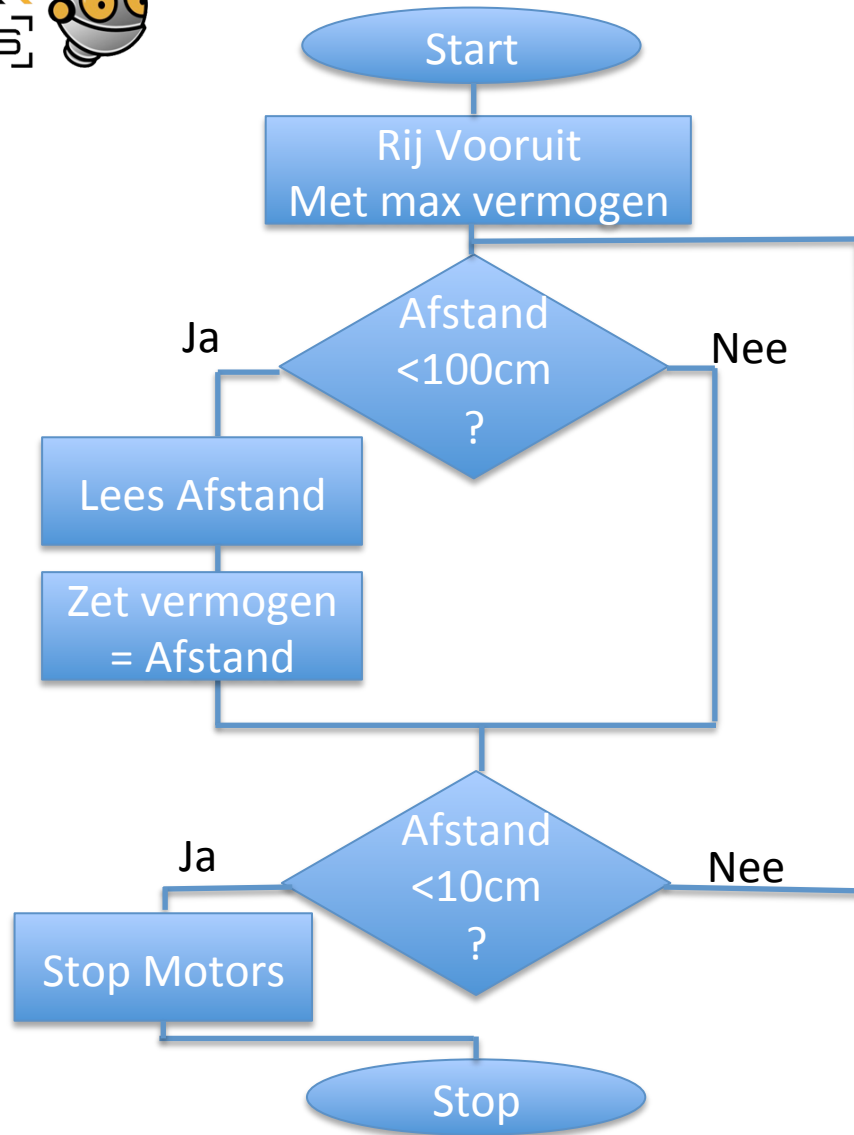 Start
Rij Vooruit
Met max vermogen
Afstand
<100cm
?
Ja
Nee
Lees Afstand
Zet vermogen
= Afstand
Afstand
<10cm
?
Ja
Nee
Stop Motors
Stop